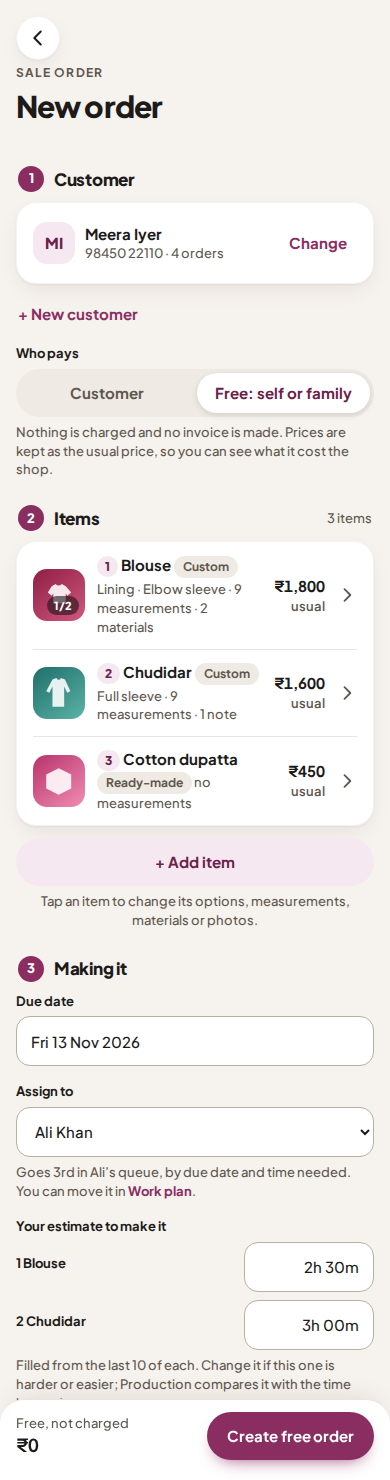 SALE ORDER
New order
1 Customer
MI
Meera Iyer
98450 22110 · 4 orders
Change
+ New customer
Who pays
Customer
Free: self or family
Nothing is charged and no invoice is made. Prices are
kept as the usual price, so you can see what it cost the
shop.
2 Items
3 items
1/2
1 Blouse Custom
Lining · Elbow sleeve · 9
measurements · 2
materials
₹1,800
usual
2 Chudidar Custom
Full sleeve · 9
measurements · 1 note
₹1,600
usual
3 Cotton dupatta
Ready-made no
measurements
₹450
usual
+ Add item
Tap an item to change its options, measurements,
materials or photos.
3 Making it
Due date
Fri 13 Nov 2026
Assign to
Ali Khan
Goes 3rd in Ali's queue, by due date and time needed.
You can move it in Work plan.
Your estimate to make it
1 Blouse
2h 30m
2 Chudidar
3h 00m
Filled from the last 10 of each. Change it if this one is
harder or easier; Production compares it with the time
Free, not charged
₹0
Create free order